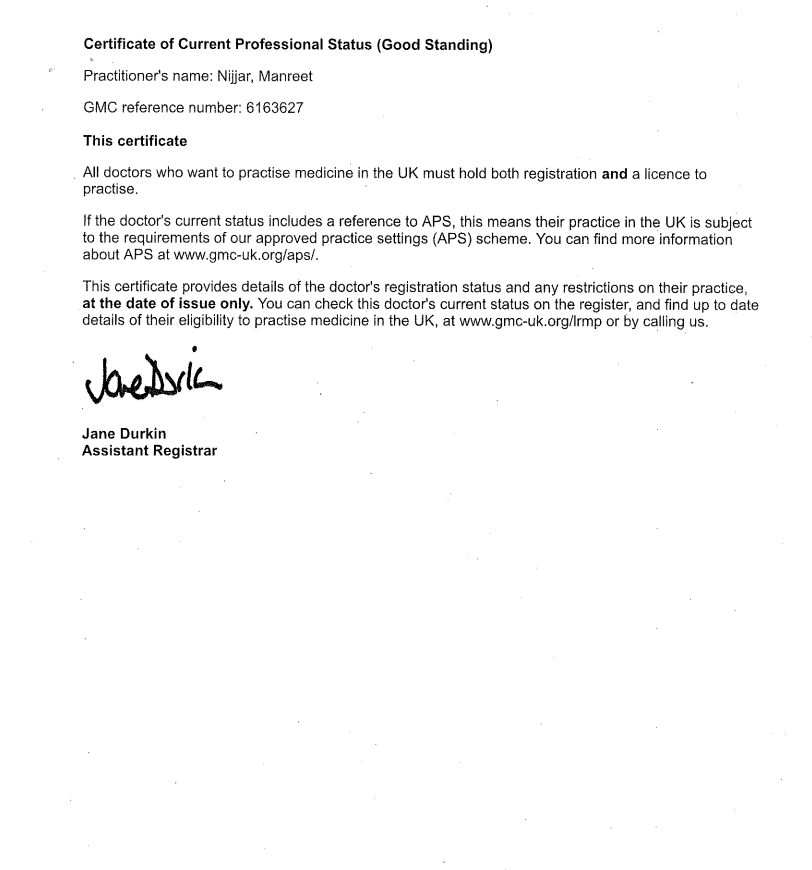 Certificate of Current Professional Status (Good Standing)
Practitioner's name: Nijjar, Manreet
GMC reference number: 6163627
This certificate
All doctors who want to practise medicine in the UK must hold both registration and a licence to
practise.
If the doctor's current status includes a reference to APS, this means their practice in the UK is subject
to the requirements of our approved practice settings (APS) scheme. You can find more information
about APS at www.gmc-uk.org/aps/.
This certificate provides details of the doctor's registration status and any restrictions on their practice,
at the date of issue only. You can check this doctor's current status on the register, and find up to date
details of their eligibility to practise medicine in the UK, at www.gmc-uk.org/lrmp or by calling us.
Jane Durkin
Jane Durkin
Assistant Registrar